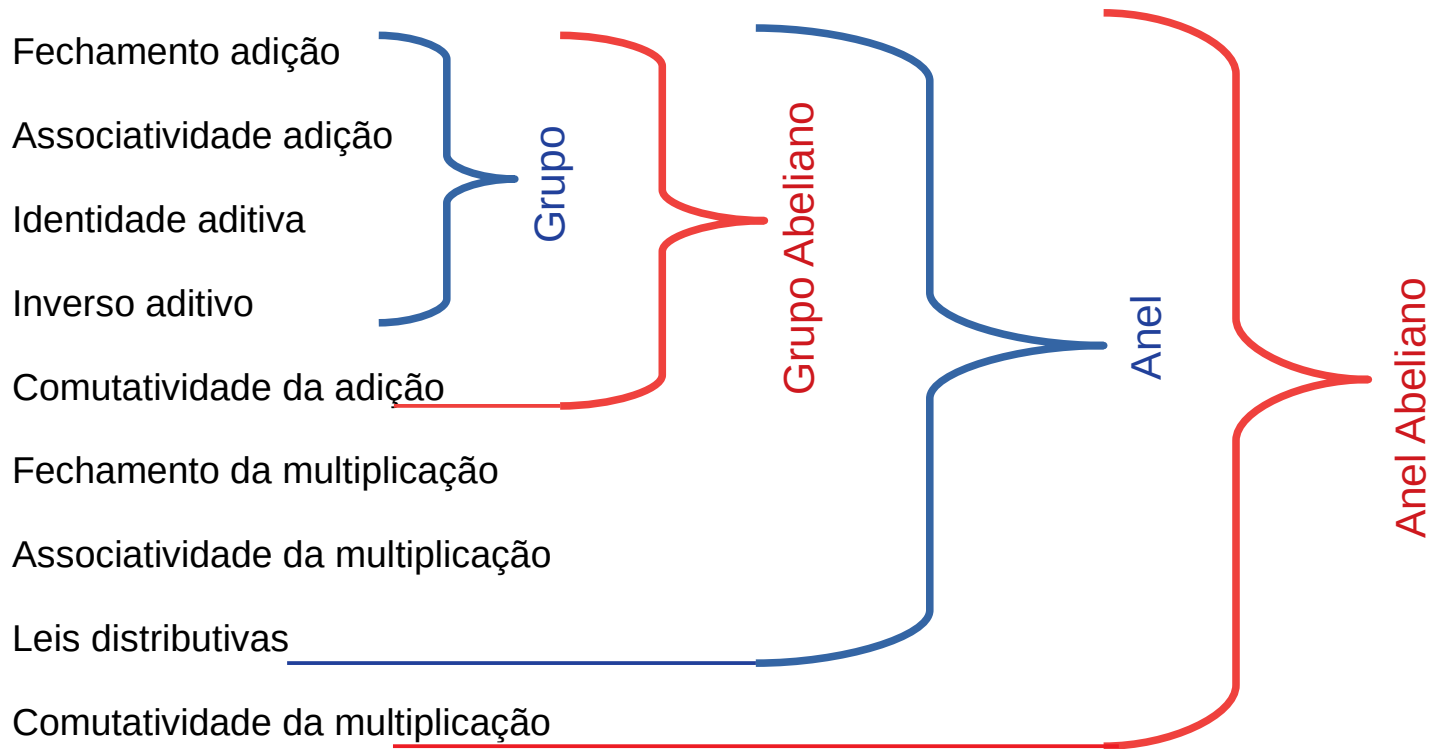 Fechamento adição
Associatividade adição
Identidade aditiva
Inverso aditivo
Comutatividade da adição
Fechamento da multiplicação
Associatividade da multiplicação
Leis distributivas
Comutatividade da multiplicação
Grupo
Grupo Abeliano
Anel
Anel Abeliano